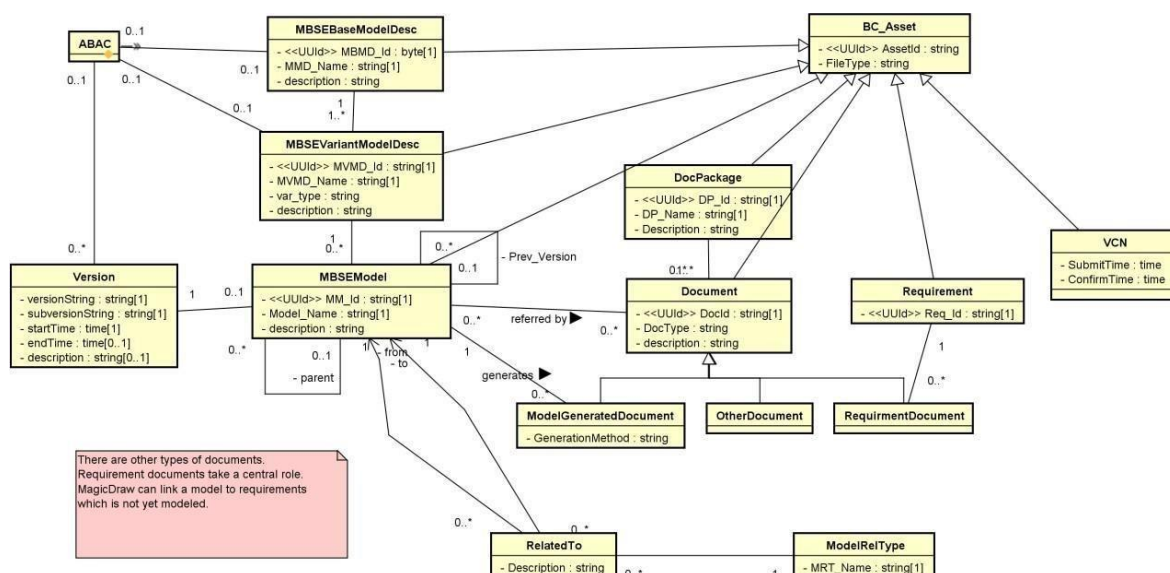 ABAC
0..1
0..1
0..1
0..1
0..1
MBSEBaseModelDesc
- <<UUId>> MBMD_Id : byte[1]
- MMD_Name : string[1]
- description : string
BC_Asset
- <<UUId>> AssetId : string
- FileType : string
1
1..*
MBSEVariantModelDesc
- <<UUId>> MVMD_Id : string[1]
- MVMD_Name : string[1]
- var_type : string
- description : string
DocPackage
- <<UUId>> DP_Id : string[1]
- DP_Name : string[1]
- Description : string
VCN
- SubmitTime : time
- ConfirmTime : time
0..*
1
0..*
0..*
0..1
- Prev_Version
Version
- versionString : string[1]
- subversionString : string[1]
- startTime : time[1]
- endTime : time[0..1]
- description : string[0..1]
1
0..1
MBSEModel
- <<UUId>> MM_Id : string[1]
- Model_Name : string[1]
- description : string
0..*
referred by
0..*
Document
- <<UUId>> DocId : string[1]
- DocType : string
- description : string
Requirement
- <<UUId>> Req_Id : string[1]
0..*
0..1
- parent
1
- from
- to
1
1
generates
0..*
1
0..*
ModelGeneratedDocument
- GenerationMethod : string
OtherDocument
RequirmentDocument
There are other types of documents.
Requirement documents take a central role.
MagicDraw can link a model to requirements
which is not yet modeled.
0..*
0..*
RelatedTo
- Description : string
0..*
1
ModelRelType
- MRT_Name : string[1]